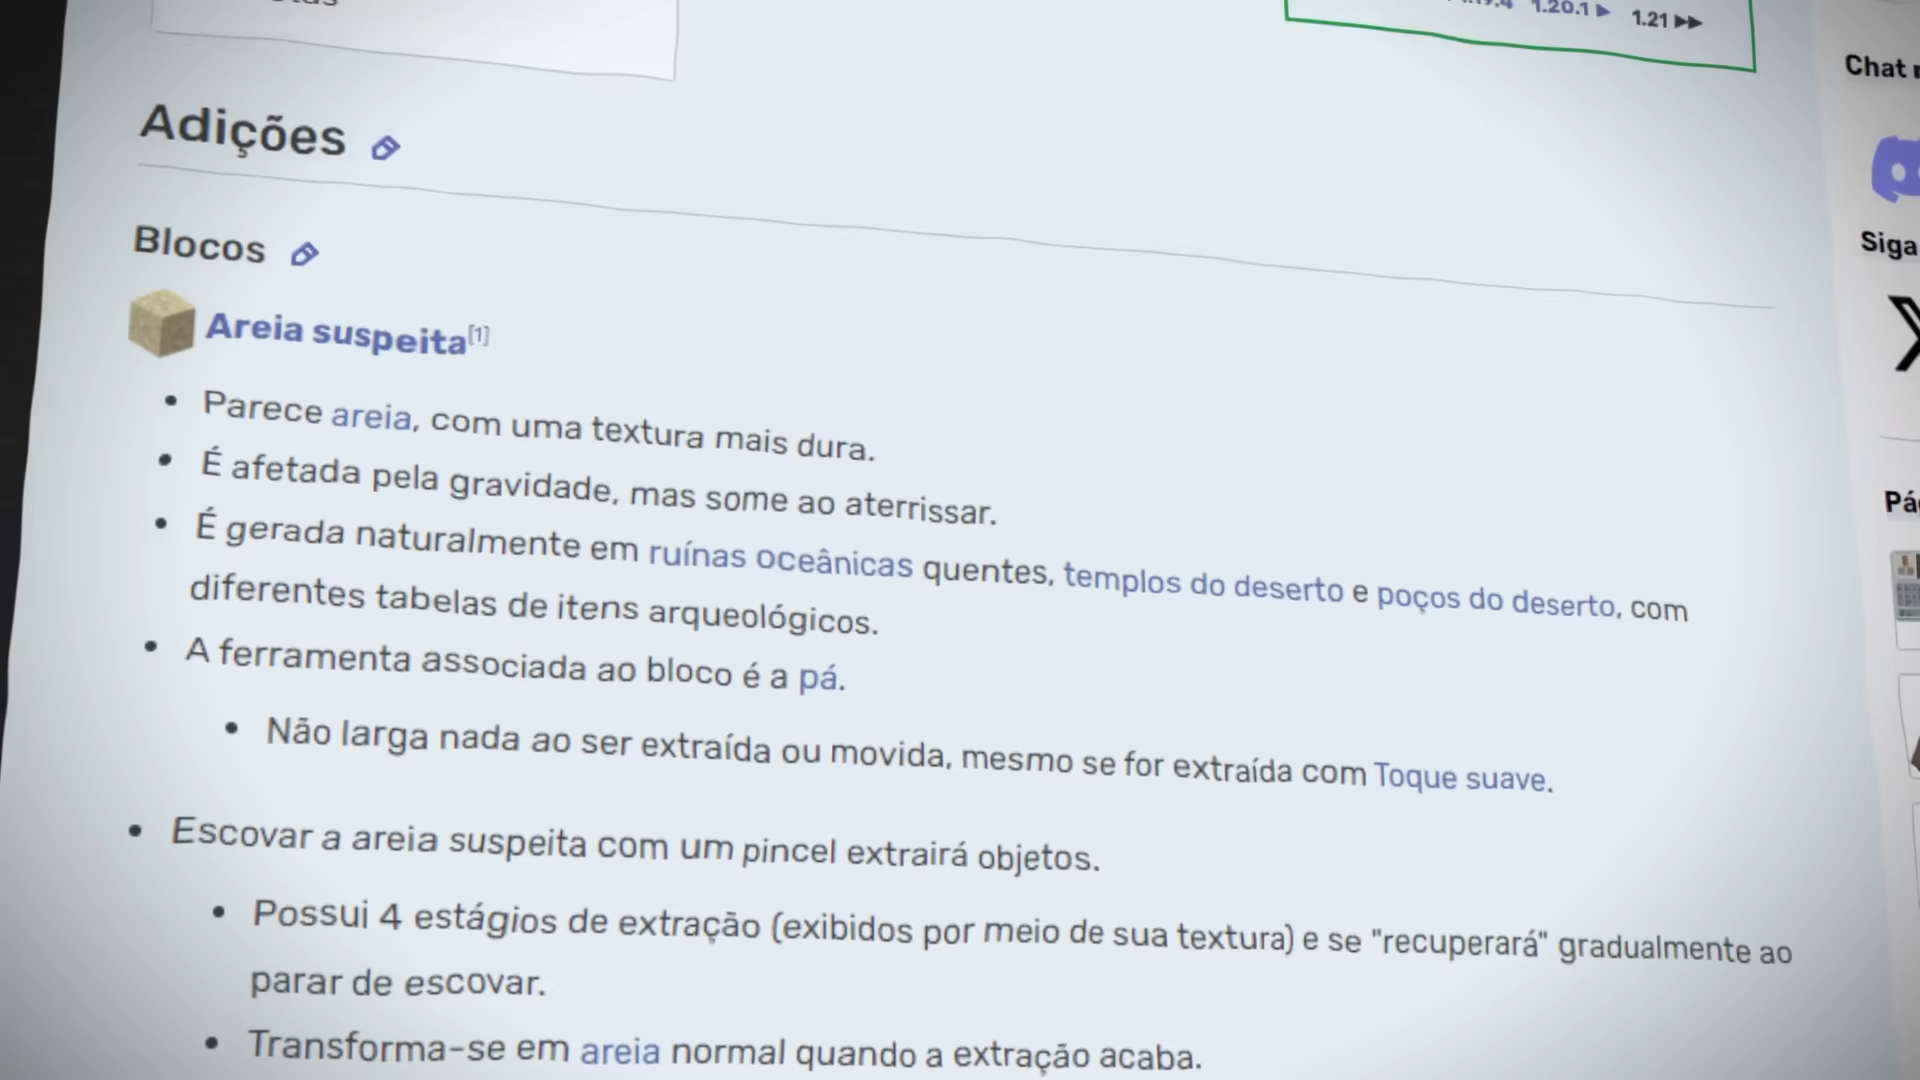 1.20.1 ▶ 1.21 ▶▶
Chat
Adições
Siga
Blocos
Areia suspeita[1]
• Parece areia, com uma textura mais dura.
• É afetada pela gravidade, mas some ao aterrissar.
• É gerada naturalmente em ruínas oceânicas quentes, templos do deserto e poços do deserto, com
diferentes tabelas de itens arqueológicos.
• A ferramenta associada ao bloco é a pá.
• Não larga nada ao ser extraída ou movida, mesmo se for extraída com Toque suave.
• Escovar a areia suspeita com um pincel extrairá objetos.
• Possui 4 estágios de extração (exibidos por meio de sua textura) e se "recuperará" gradualmente ao
parar de escovar.
• Transforma-se em areia normal quando a extração acaba.